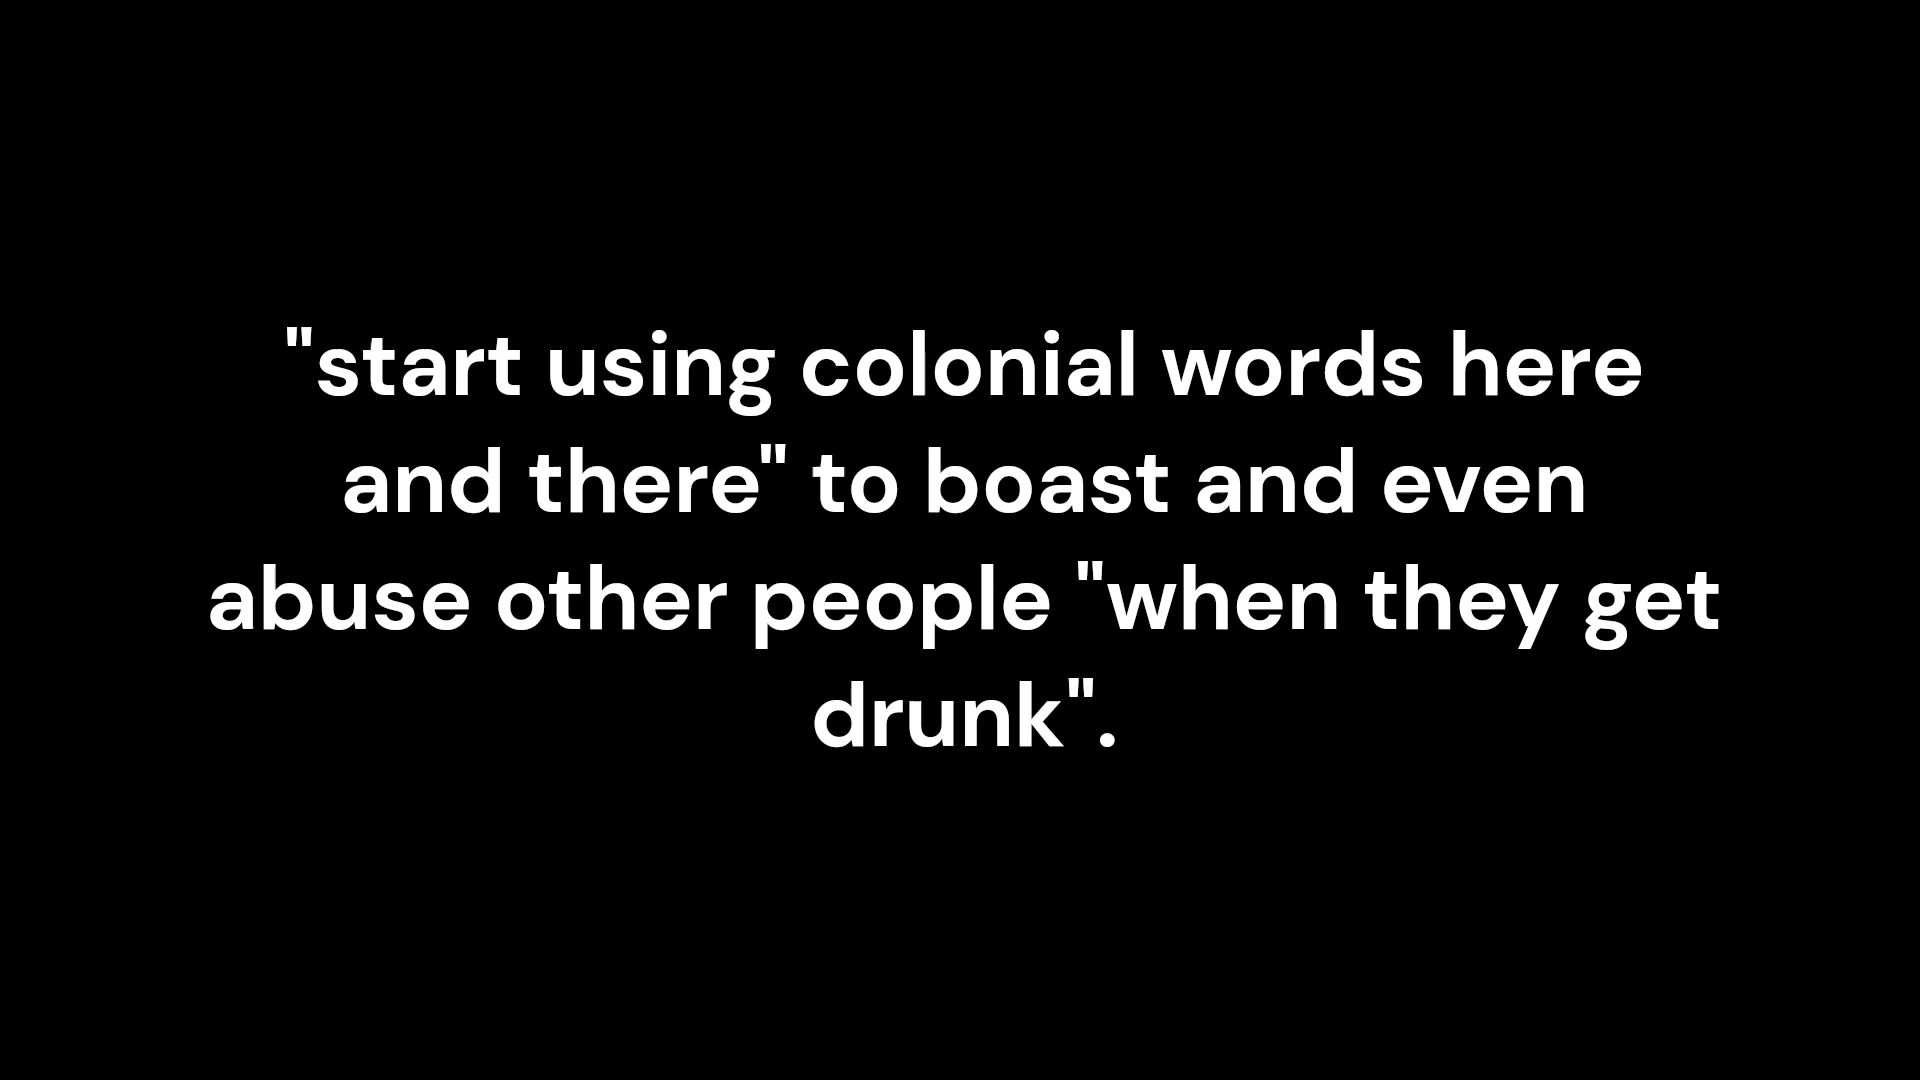 "start using colonial words here
and there" to boast and even
abuse other people "when they get
drunk".